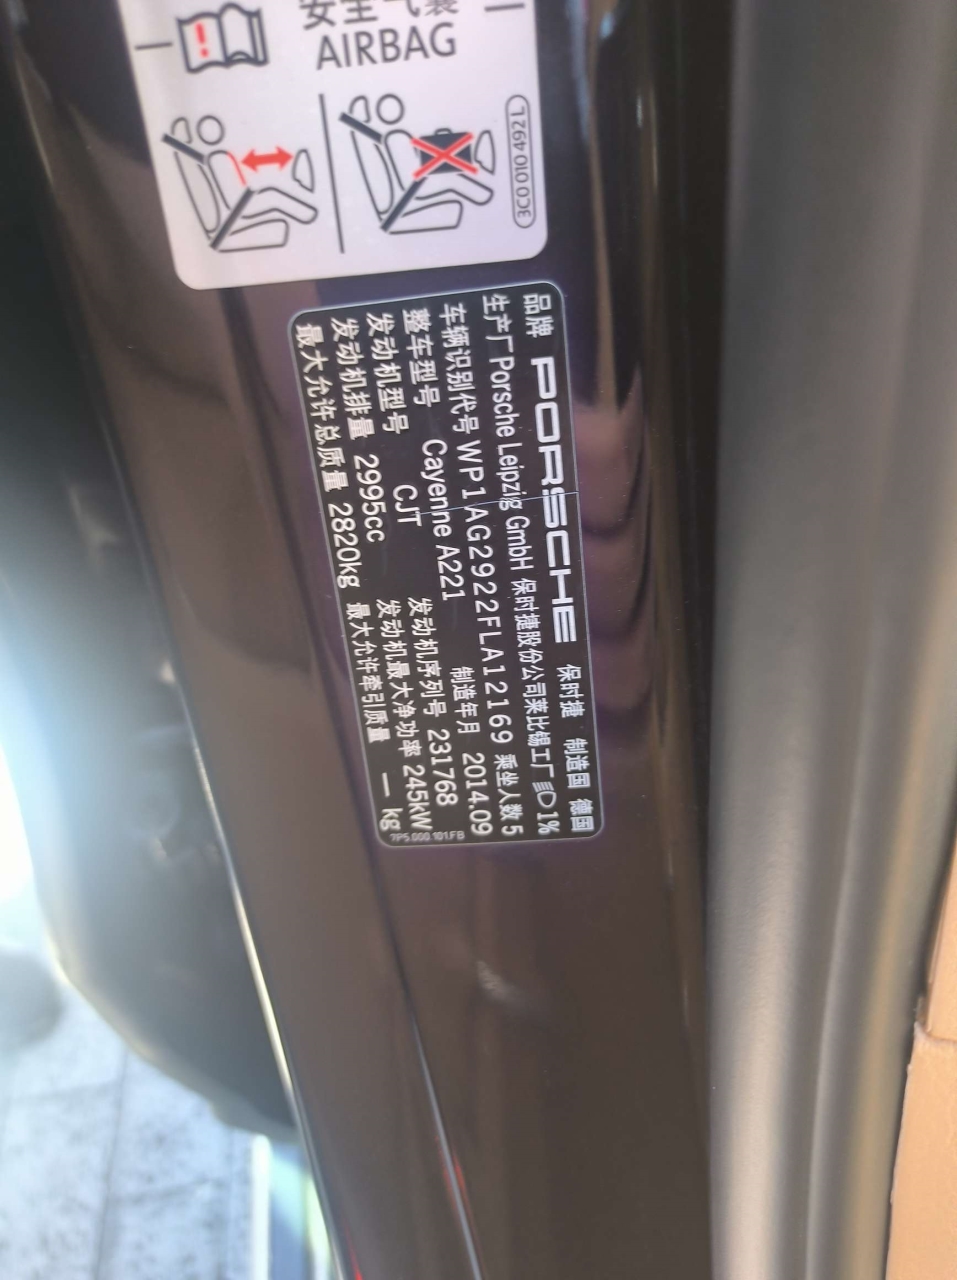 安全气囊
AIRBAG
3C0 010 492 L
品牌 PORSCHE 保时捷 制造国 德国
生产厂 Porsche Leipzig GmbH 保时捷股份公司莱比锡工厂 1%
车辆识别代号 WP1AG2922FLA12169 乘坐人数 5
整车型号 Cayenne A221 制造年月 2014.09
发动机型号 CJT 发动机序列号 231768
发动机排量 2995cc 发动机最大净功率 245kW
最大允许总质量 2820kg 最大允许牵引质量 — kg
7P5.000.101.FB